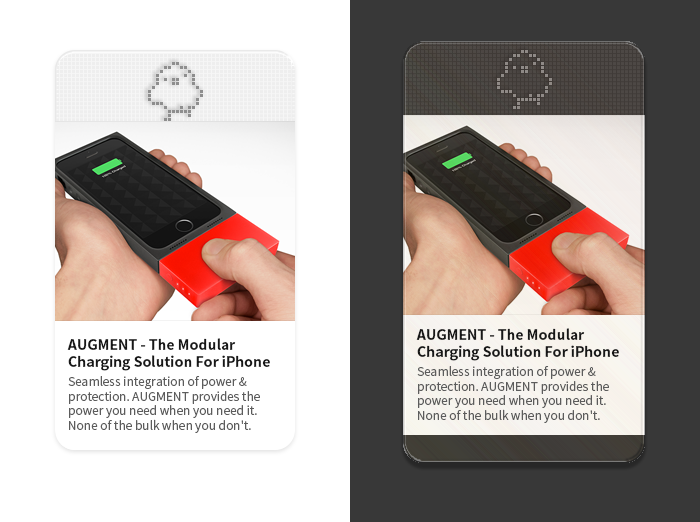 AUGMENT - The Modular
Charging Solution For iPhone
Seamless integration of power &
protection. AUGMENT provides the
power you need when you need it.
None of the bulk when you don't.
AUGMENT - The Modular
Charging Solution For iPhone
Seamless integration of power &
protection. AUGMENT provides the
power you need when you need it.
None of the bulk when you don't.